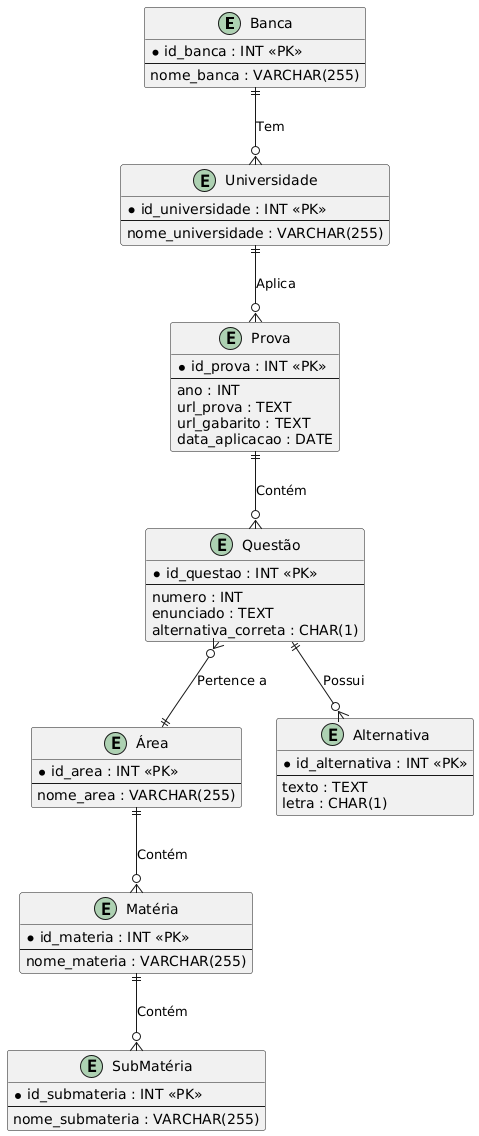 E Banca
* id_banca : INT «PK»
nome_banca : VARCHAR(255)
Tem
E Universidade
* id_universidade : INT «PK»
nome_universidade : VARCHAR(255)
Aplica
E Prova
* id_prova : INT «PK»
ano : INT
url_prova : TEXT
url_gabarito : TEXT
data_aplicacao : DATE
Contém
E Questão
* id_questao : INT «PK»
numero : INT
enunciado : TEXT
alternativa_correta : CHAR(1)
Pertence a
Possui
E Área
* id_area : INT «PK»
nome_area : VARCHAR(255)
E Alternativa
* id_alternativa : INT «PK»
texto : TEXT
letra : CHAR(1)
Contém
E Matéria
* id_materia : INT «PK»
nome_materia : VARCHAR(255)
Contém
E SubMatéria
* id_submateria : INT «PK»
nome_submateria : VARCHAR(255)